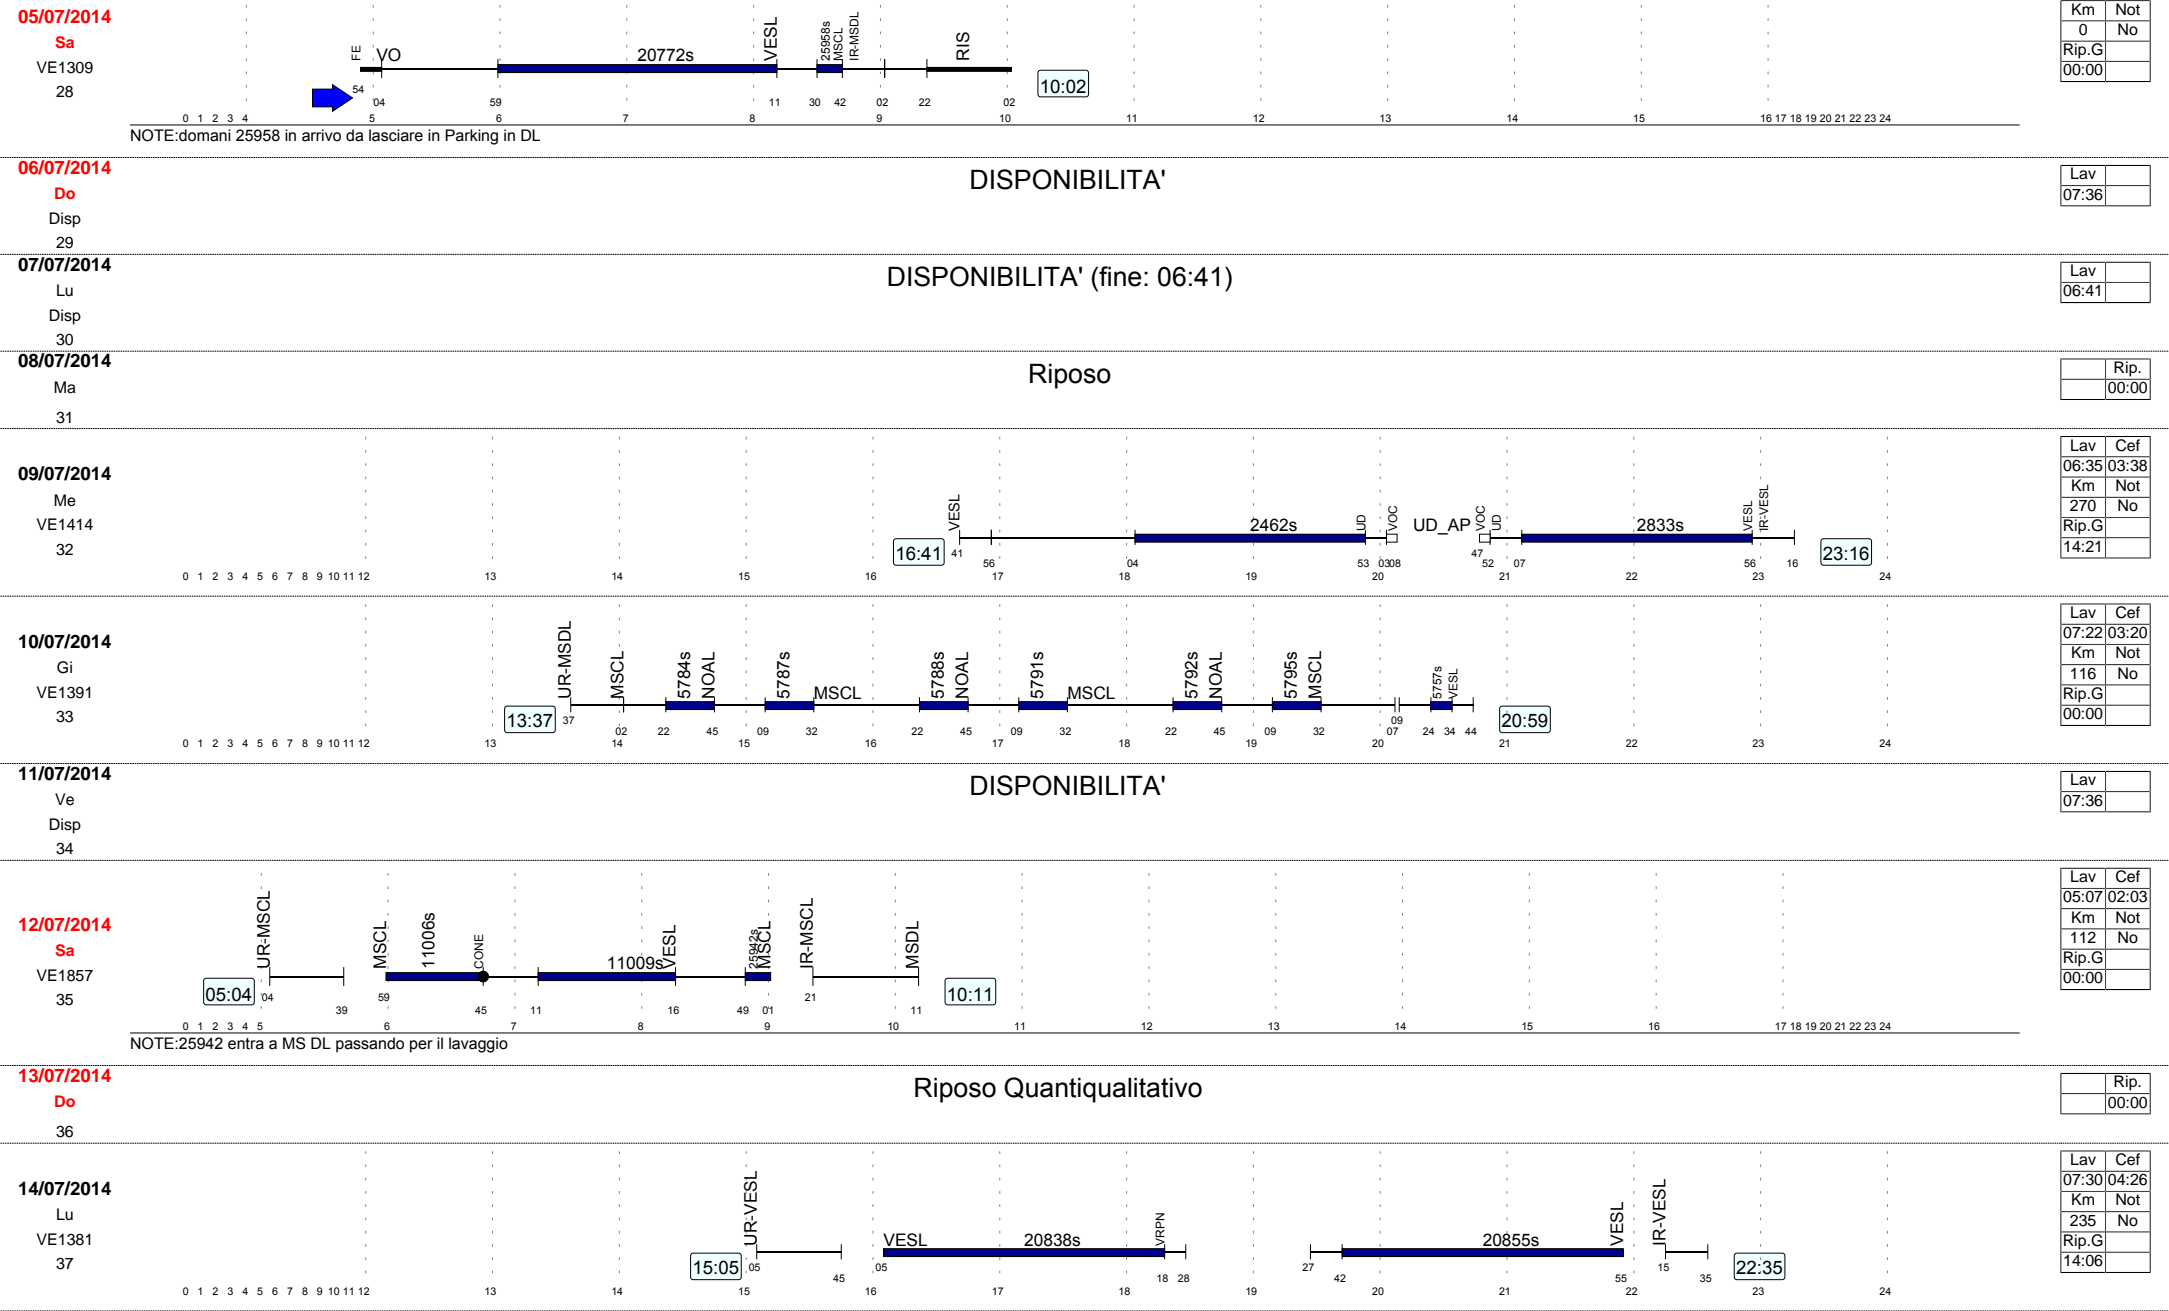 05/07/2014
Sa
VE1309
28
FE
VO
20772s
VESL
25958s
MSCL
IR-MSDL
RIS
10:02
54
04 59 11 30 42 02 22 02
0 1 2 3 4 5 6 7 8 9 10 11 12 13 14 15 16 17 18 19 20 21 22 23 24
NOTE:domani 25958 in arrivo da lasciare in Parking in DL
Km Not
0 No
Rip.G
00:00
06/07/2014
Do
Disp
29
DISPONIBILITA'
Lav
07:36
07/07/2014
Lu
Disp
30
DISPONIBILITA' (fine: 06:41)
Lav
06:41
08/07/2014
Ma
31
Riposo
Rip.
00:00
09/07/2014
Me
VE1414
32
16:41
VESL
2462s
UD
VOC
UD_AP
VOC
UD
2833s
VESL
IR-VESL
23:16
41 56 04 53 03 08 47 52 07 56 16
0 1 2 3 4 5 6 7 8 9 10 11 12 13 14 15 16 17 18 19 20 21 22 23 24
Lav Cef
06:35 03:38
Km Not
270 No
Rip.G
14:21
10/07/2014
Gi
VE1391
33
13:37
UR-MSDL
MSCL
5784s
NOAL
5787s
MSCL
5788s
NOAL
5791s
MSCL
5792s
NOAL
5795s
MSCL
5757s
VESL
20:59
37 02 22 45 09 32 22 45 09 32 22 45 09 32 07 09 24 34 44
0 1 2 3 4 5 6 7 8 9 10 11 12 13 14 15 16 17 18 19 20 21 22 23 24
Lav Cef
07:22 03:20
Km Not
116 No
Rip.G
00:00
11/07/2014
Ve
Disp
34
DISPONIBILITA'
Lav
07:36
12/07/2014
Sa
VE1857
35
05:04
UR-MSCL
MSCL
11006s
CONE
11009s
VESL
25942s
MSCL
IR-MSCL
MSDL
10:11
04 39 59 45 11 16 49 01 21 11
0 1 2 3 4 5 6 7 8 9 10 11 12 13 14 15 16 17 18 19 20 21 22 23 24
NOTE:25942 entra a MS DL passando per il lavaggio
Lav Cef
05:07 02:03
Km Not
112 No
Rip.G
00:00
13/07/2014
Do
36
Riposo Quantiqualitativo
Rip.
00:00
14/07/2014
Lu
VE1381
37
15:05
UR-VESL
VESL
20838s
VRPN
20855s
VESL
IR-VESL
22:35
05 45 05 18 28 27 42 55 15 35
0 1 2 3 4 5 6 7 8 9 10 11 12 13 14 15 16 17 18 19 20 21 22 23 24
Lav Cef
07:30 04:26
Km Not
235 No
Rip.G
14:06